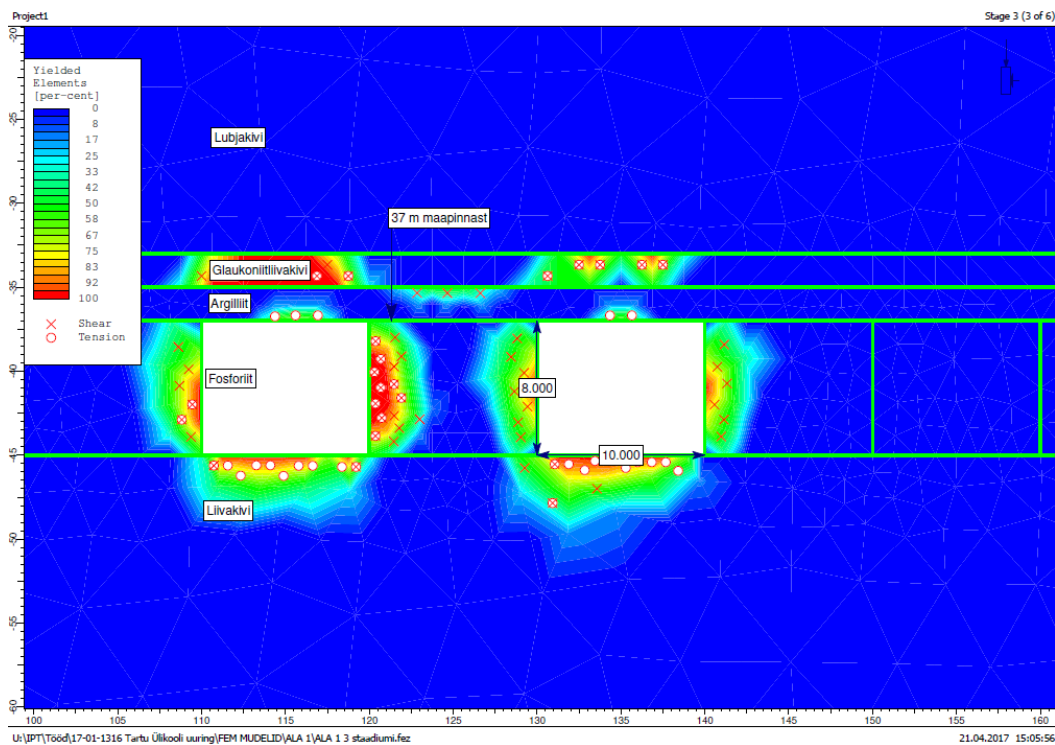 Project1
Stage 3 (3 of 6)
-20
-25
-30
-35
-40
-45
-50
-55
-60
Yielded
Elements
[per-cent]
0
8
17
25
33
42
50
58
67
75
83
92
100
Shear
Tension
Lubjakivi
37 m maapinnast
Glaukoniitliivakivi
Argilliit
Fosforiit
8.000
10.000
Liivakivi
100 105 110 115 120 125 130 135 140 145 150 155 160
U:\IPT\Tööd\17-01-1316 Tartu Ülikooli uuring\FEM MUDELID\ALA 1\ALA 1 3 staadiumi.fez
21.04.2017 15:05:56